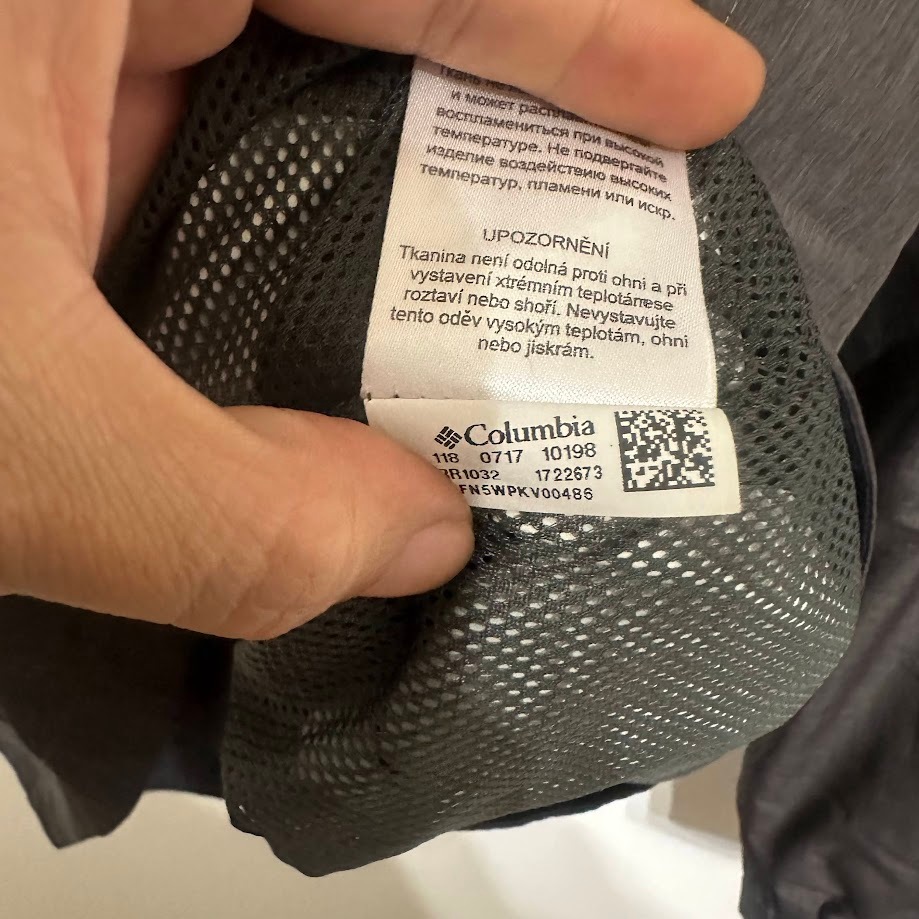 и может
воспламениться при высокой
температуре. Не подвергайте
изделие воздействию высоких
температур, пламени или искр.
UPOZORNĚNÍ
Tkanina není odolná proti ohni a při
vystavení xtrémním teplotámese
roztaví nebo shoří. Nevystavujte
tento oděv vysokým teplotám, ohni
nebo jiskrám.
Columbia
118 0717 10198
R1032 1722673
FN5WPKV00486